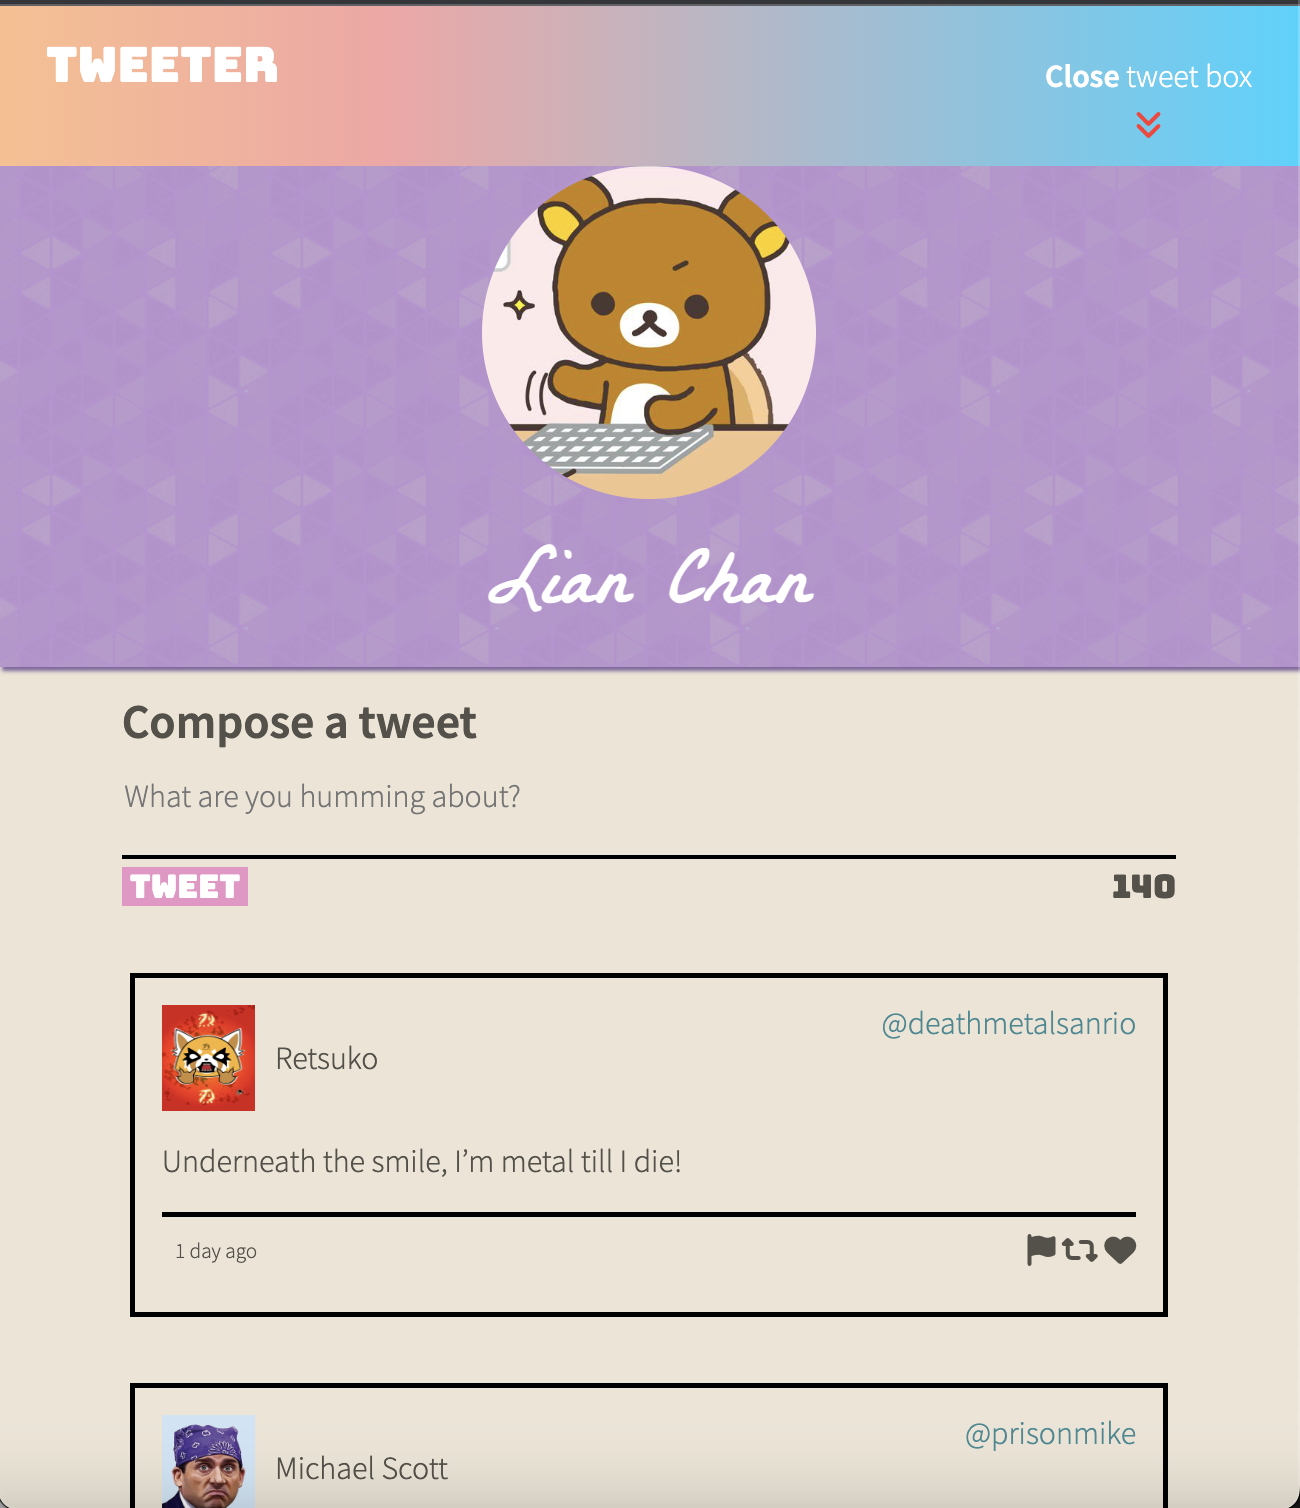 TWEETER
Close tweet box
Lian Chan
Compose a tweet
What are you humming about?
TWEET
140
@deathmetalsanrio
Retsuko
Underneath the smile, I’m metal till I die!
1 day ago
@prisonmike
Michael Scott